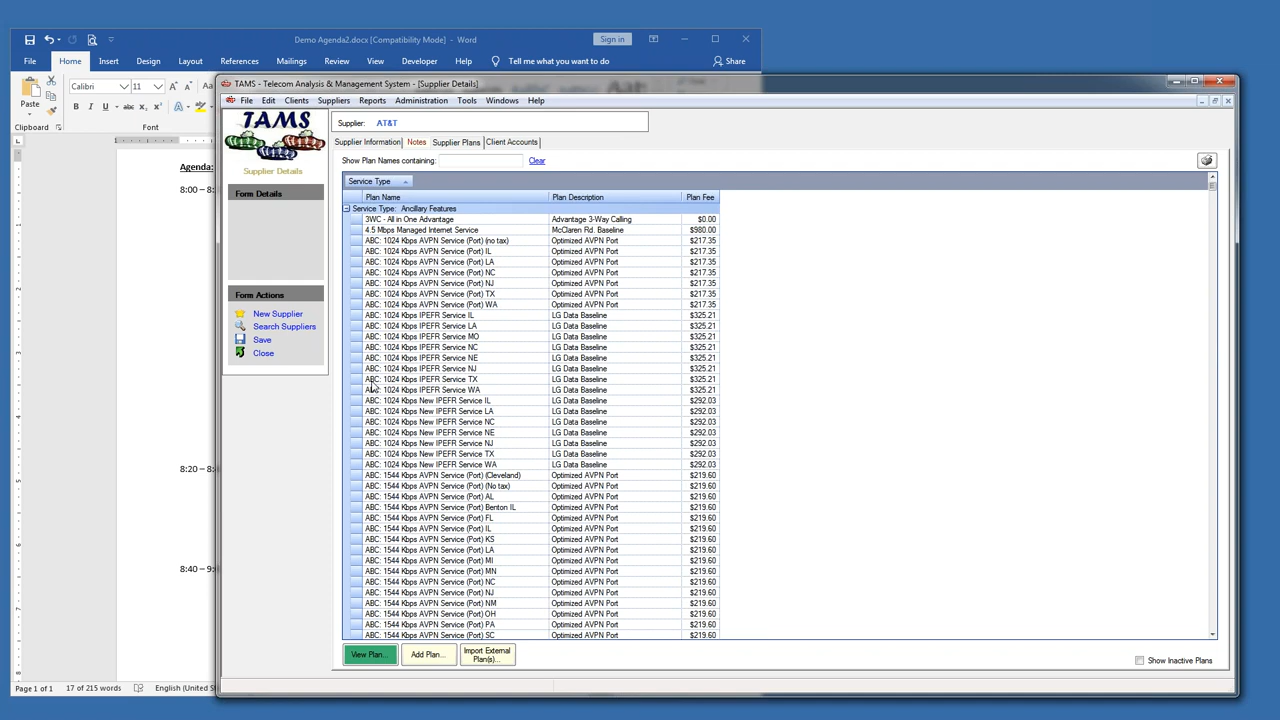 Demo Agenda2.docx [Compatibility Mode] - Word
Sign in
File Home Insert Design Layout References Mailings Review View Developer Help Tell me what you want to do Share
Paste
Calibri 11
B I U abc x x
Clipboard
Font
Agenda:
8:00 – 8:
8:20 – 8:
8:40 – 9:
Page 1 of 1 17 of 215 words English (United S
TAMS - Telecom Analysis & Management System - [Supplier Details]
File Edit Clients Suppliers Reports Administration Tools Windows Help
TAMS
Supplier Details
Form Details
Form Actions
New Supplier
Search Suppliers
Save
Close
Supplier: AT&T
Supplier Information Notes Supplier Plans Client Accounts
Show Plan Names containing: Clear
Service Type
Plan Name Plan Description Plan Fee
Service Type: Ancillary Features
3WC - All in One Advantage Advantage 3-Way Calling $0.00
4.5 Mbps Managed Internet Service McClaren Rd. Baseline $980.00
ABC: 1024 Kbps AVPN Service (Port) (no tax) Optimized AVPN Port $217.35
ABC: 1024 Kbps AVPN Service (Port) IL Optimized AVPN Port $217.35
ABC: 1024 Kbps AVPN Service (Port) LA Optimized AVPN Port $217.35
ABC: 1024 Kbps AVPN Service (Port) NC Optimized AVPN Port $217.35
ABC: 1024 Kbps AVPN Service (Port) NJ Optimized AVPN Port $217.35
ABC: 1024 Kbps AVPN Service (Port) TX Optimized AVPN Port $217.35
ABC: 1024 Kbps AVPN Service (Port) WA Optimized AVPN Port $217.35
ABC: 1024 Kbps IPEFR Service IL LG Data Baseline $325.21
ABC: 1024 Kbps IPEFR Service LA LG Data Baseline $325.21
ABC: 1024 Kbps IPEFR Service MO LG Data Baseline $325.21
ABC: 1024 Kbps IPEFR Service NC LG Data Baseline $325.21
ABC: 1024 Kbps IPEFR Service NE LG Data Baseline $325.21
ABC: 1024 Kbps IPEFR Service NJ LG Data Baseline $325.21
ABC: 1024 Kbps IPEFR Service TX LG Data Baseline $325.21
ABC: 1024 Kbps IPEFR Service WA LG Data Baseline $325.21
ABC: 1024 Kbps New IPEFR Service IL LG Data Baseline $292.03
ABC: 1024 Kbps New IPEFR Service LA LG Data Baseline $292.03
ABC: 1024 Kbps New IPEFR Service NC LG Data Baseline $292.03
ABC: 1024 Kbps New IPEFR Service NE LG Data Baseline $292.03
ABC: 1024 Kbps New IPEFR Service NJ LG Data Baseline $292.03
ABC: 1024 Kbps New IPEFR Service TX LG Data Baseline $292.03
ABC: 1024 Kbps New IPEFR Service WA LG Data Baseline $292.03
ABC: 1544 Kbps AVPN Service (Port) (Cleveland) Optimized AVPN Port $219.60
ABC: 1544 Kbps AVPN Service (Port) (No tax) Optimized AVPN Port $219.60
ABC: 1544 Kbps AVPN Service (Port) AL Optimized AVPN Port $219.60
ABC: 1544 Kbps AVPN Service (Port) Benton IL Optimized AVPN Port $219.60
ABC: 1544 Kbps AVPN Service (Port) FL Optimized AVPN Port $219.60
ABC: 1544 Kbps AVPN Service (Port) IL Optimized AVPN Port $219.60
ABC: 1544 Kbps AVPN Service (Port) KS Optimized AVPN Port $219.60
ABC: 1544 Kbps AVPN Service (Port) LA Optimized AVPN Port $219.60
ABC: 1544 Kbps AVPN Service (Port) MI Optimized AVPN Port $219.60
ABC: 1544 Kbps AVPN Service (Port) MN Optimized AVPN Port $219.60
ABC: 1544 Kbps AVPN Service (Port) NC Optimized AVPN Port $219.60
ABC: 1544 Kbps AVPN Service (Port) NJ Optimized AVPN Port $219.60
ABC: 1544 Kbps AVPN Service (Port) NM Optimized AVPN Port $219.60
ABC: 1544 Kbps AVPN Service (Port) OH Optimized AVPN Port $219.60
ABC: 1544 Kbps AVPN Service (Port) PA Optimized AVPN Port $219.60
ABC: 1544 Kbps AVPN Service (Port) SC Optimized AVPN Port $219.60
View Plan... Add Plan... Import External Plan(s)...
Show Inactive Plans